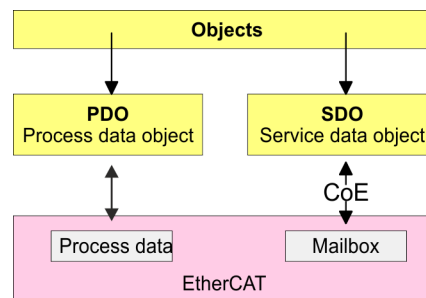 Objects
PDO
Process data object
SDO
Service data object
CoE
Process data
Mailbox
EtherCAT